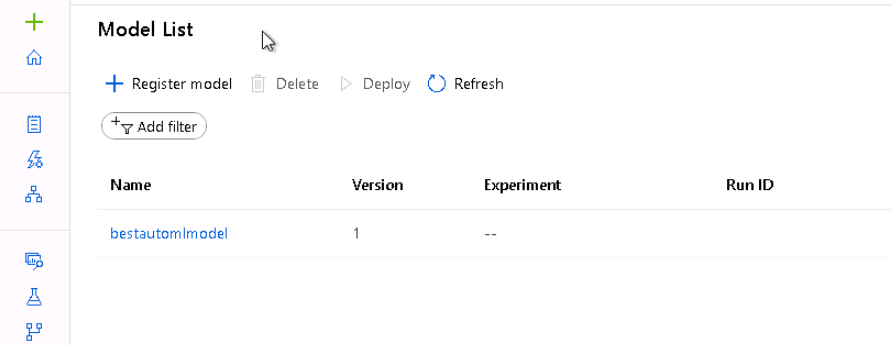 Model List
Register model Delete Deploy Refresh
Add filter
Name Version Experiment Run ID
bestautomlmodel 1 --